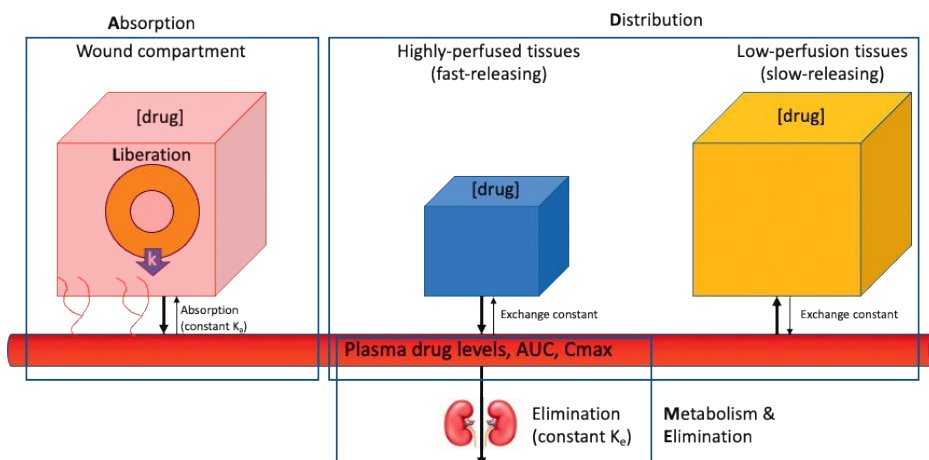 Absorption
Distribution
Wound compartment
Highly-perfused tissues
(fast-releasing)
Low-perfusion tissues
(slow-releasing)
[drug]
Liberation
k
[drug]
[drug]
Absorption
(constant Kₐ)
Exchange constant
Exchange constant
Plasma drug levels, AUC, Cmax
Elimination
(constant Kₑ)
Metabolism &
Elimination